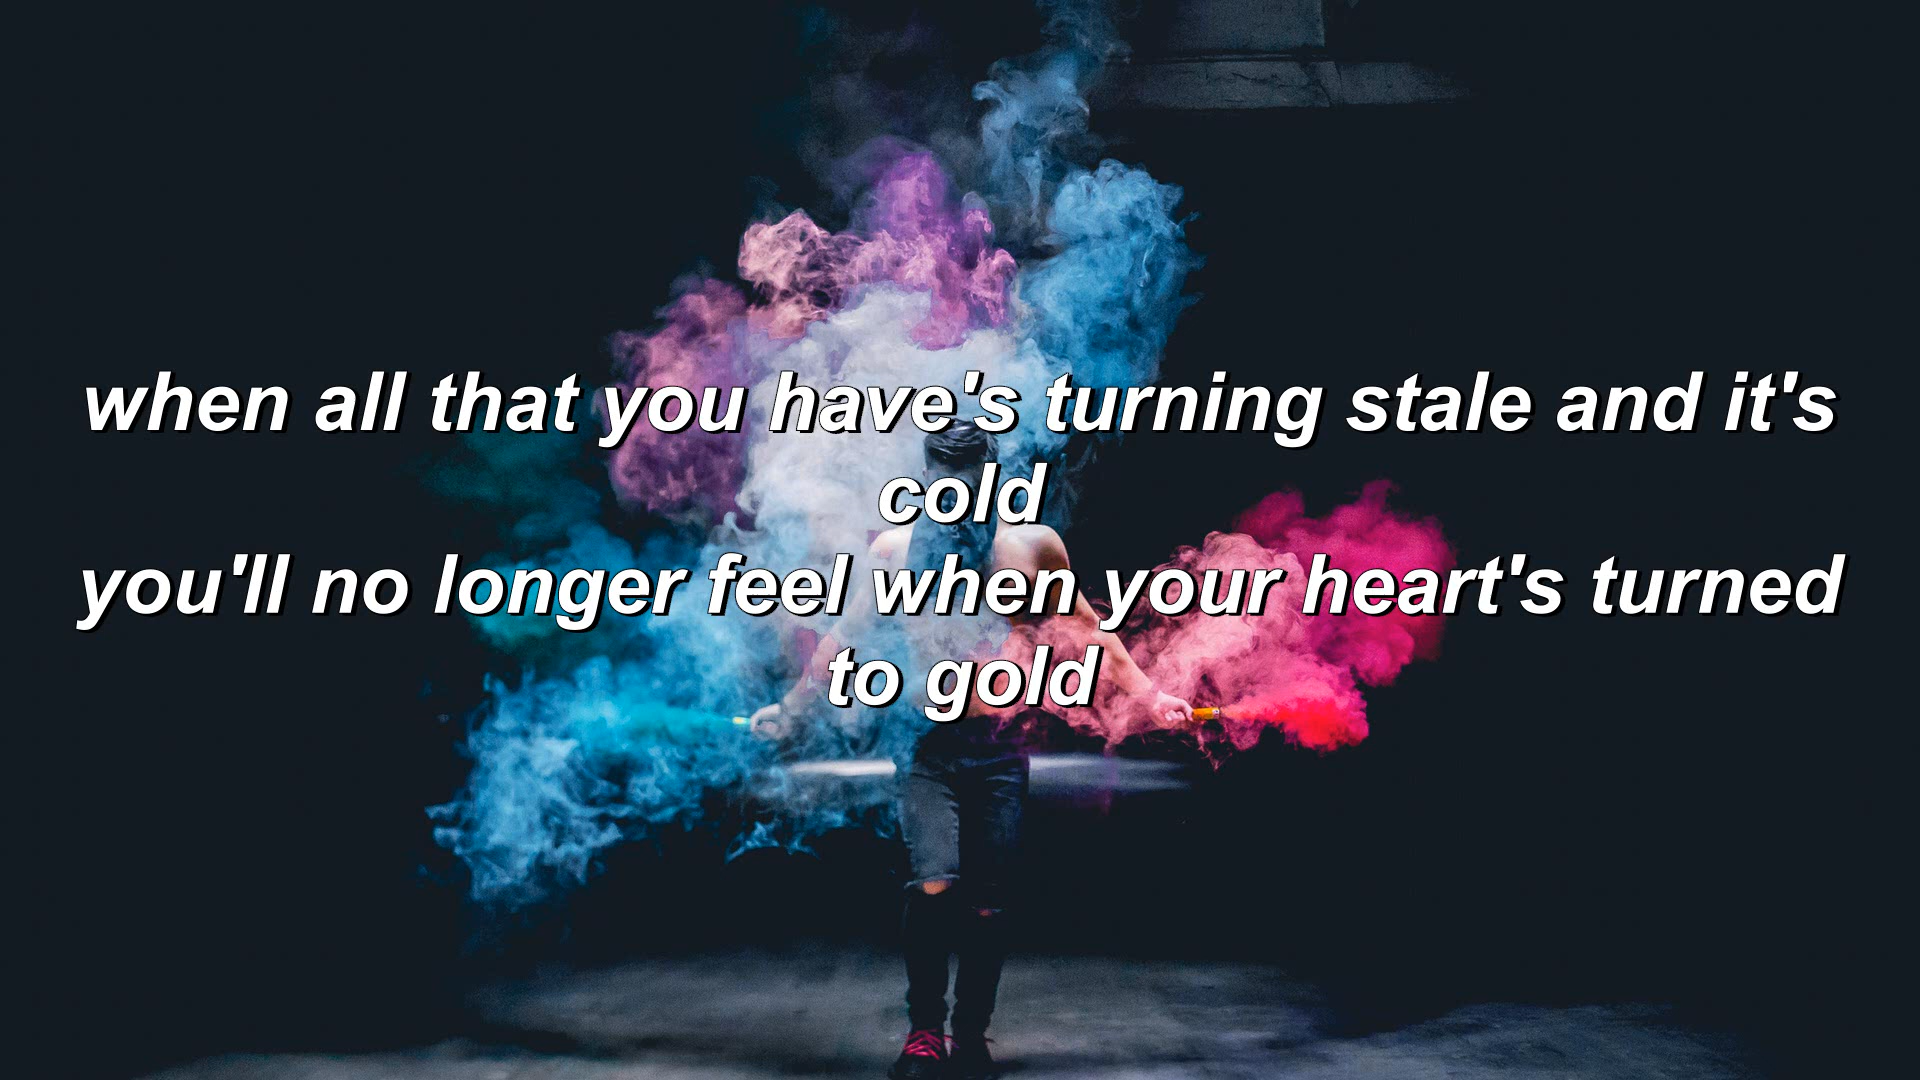 when all that you have's turning stale and it's
cold
you'll no longer feel when your heart's turned
to gold